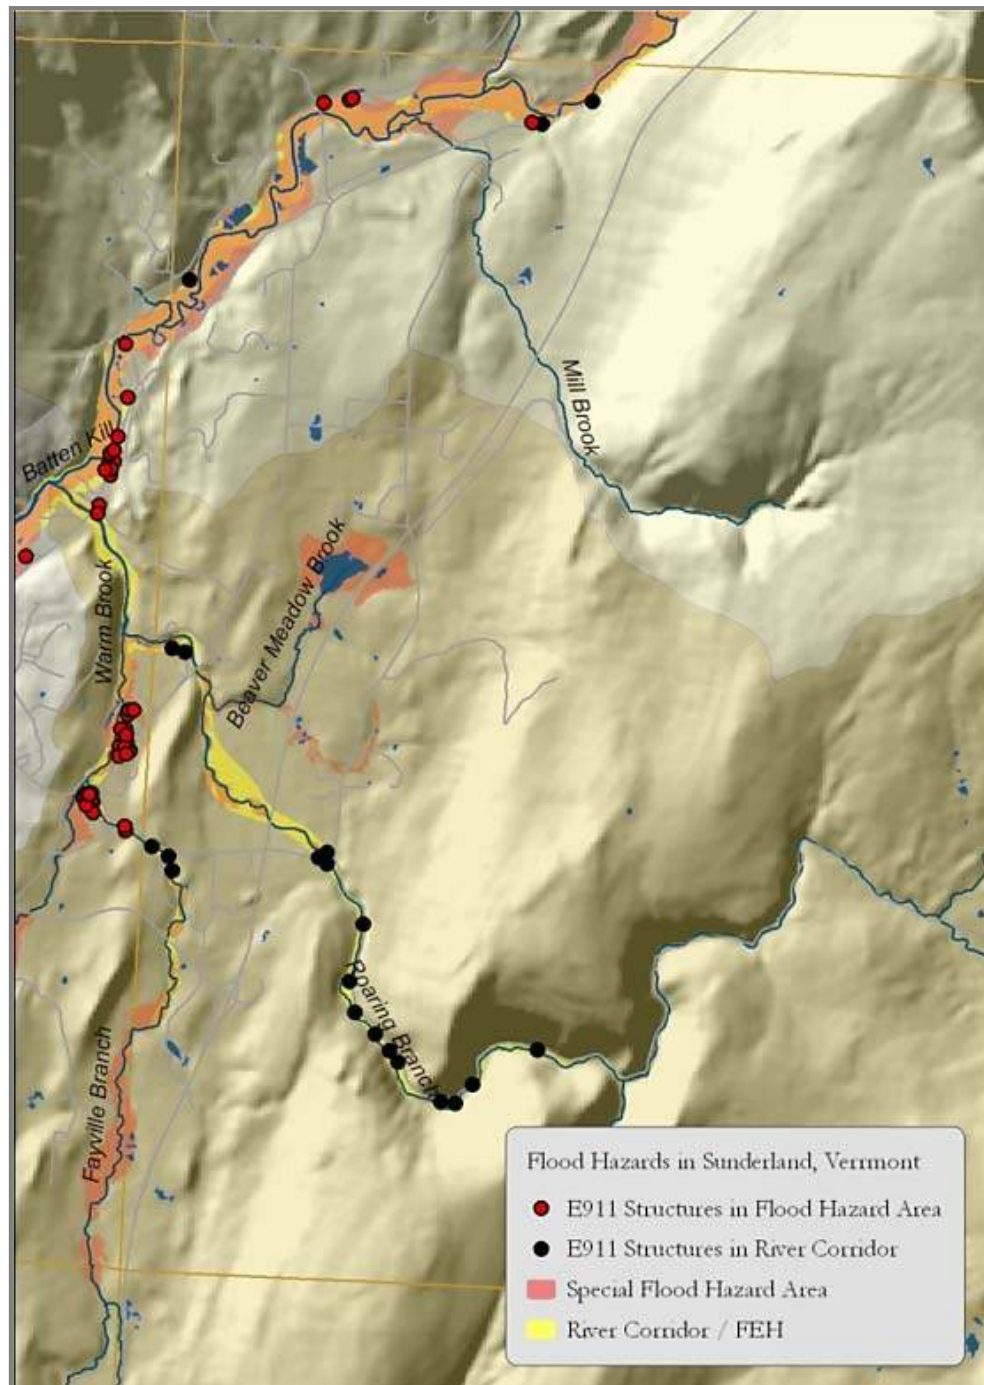 Mill Brook
Batten Kill
Beaver Meadow Brook
Warm Brook
Roaring Branch
Fayville Branch
Flood Hazards in Sunderland, Verrmont
E911 Structures in Flood Hazard Area
E911 Structures in River Corridor
Special Flood Hazard Area
River Corridor / FEH